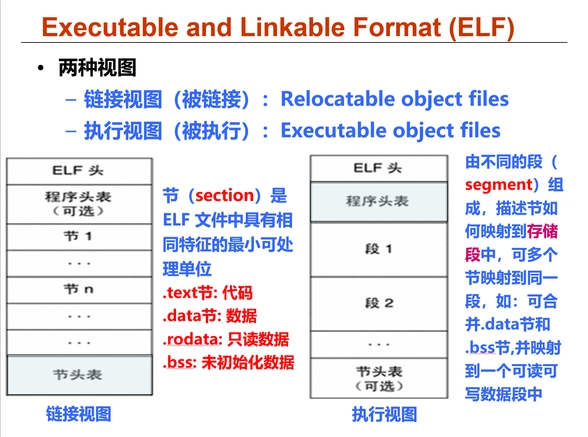 Executable and Linkable Format (ELF)
• 两种视图
– 链接视图（被链接）：Relocatable object files
– 执行视图（被执行）：Executable object files
ELF 头
程序头表
（可选）
节 1
...
节 n
...
...
节头表
链接视图
节（section）是
ELF 文件中具有相
同特征的最小可处
理单位
.text节: 代码
.data节: 数据
.rodata: 只读数据
.bss: 未初始化数据
ELF 头
程序头表
段 1
段 2
...
节头表
（可选）
执行视图
由不同的段（
segment）组
成，描述节如
何映射到存储
段中，可多个
节映射到同一
段，如：可合
并.data节和
.bss节,并映射
到一个可读可
写数据段中